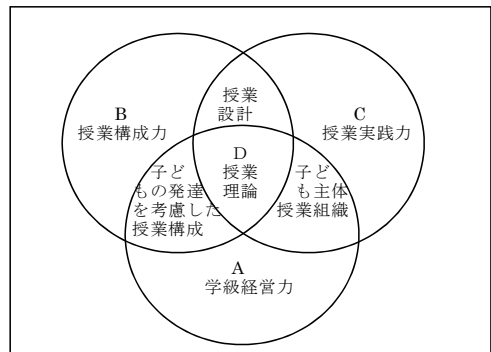 授業
設計
B
授業構成力
C
授業実践力
D
授業
理論
子ど
もの発達
を考慮した
授業構成
子ど
も主体
授業組織
A
学級経営力